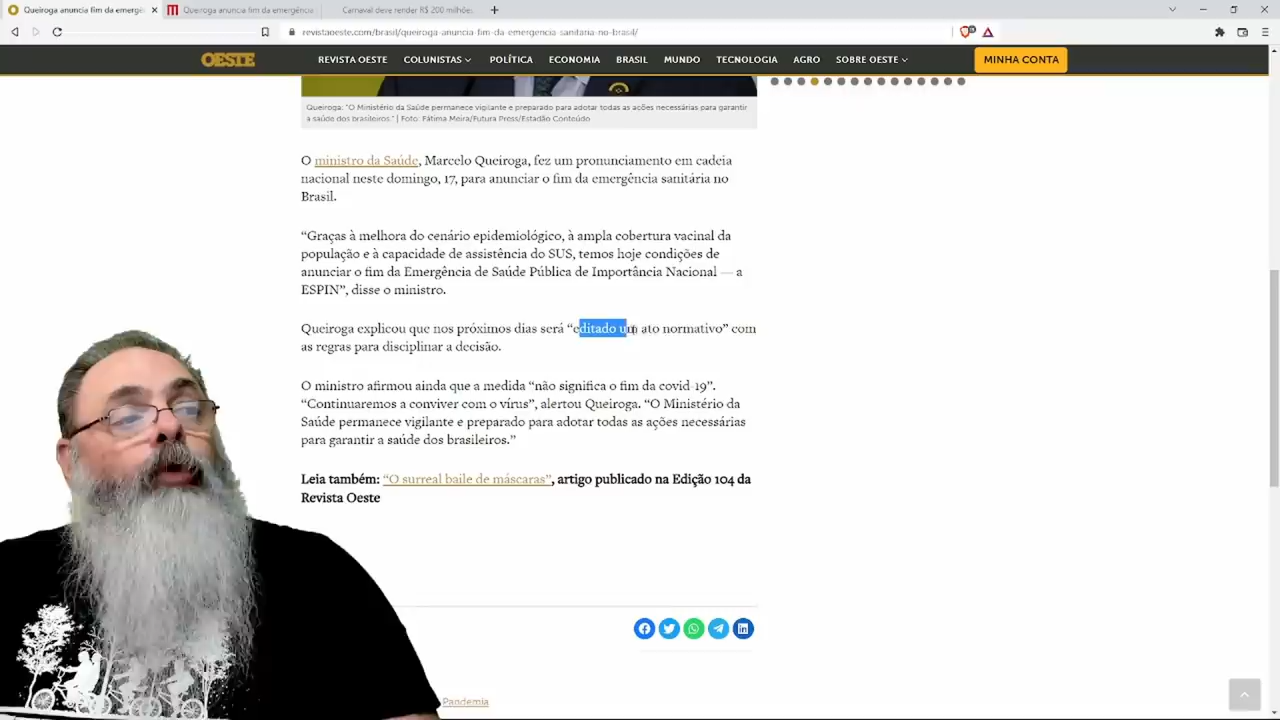 Queiroga anuncia fim da emergê
Queiroga anuncia fim da emergência
Carnaval deve render R$ 200 milhões
revistaoeste.com/brasil/queiroga-anuncia-fim-da-emergencia-sanitaria-no-brasil/
OESTE
REVISTA OESTE
COLUNISTAS
POLÍTICA
ECONOMIA
BRASIL
MUNDO
TECNOLOGIA
AGRO
SOBRE OESTE
MINHA CONTA
Queiroga: "O Ministério da Saúde permanece vigilante e preparado para adotar todas as ações necessárias para garantir
a saúde dos brasileiros." | Foto: Fátima Meira/Futura Press/Estadão Conteúdo
O ministro da Saúde, Marcelo Queiroga, fez um pronunciamento em cadeia
nacional neste domingo, 17, para anunciar o fim da emergência sanitária no
Brasil.
“Graças à melhora do cenário epidemiológico, à ampla cobertura vacinal da
população e à capacidade de assistência do SUS, temos hoje condições de
anunciar o fim da Emergência de Saúde Pública de Importância Nacional — a
ESPIN”, disse o ministro.
Queiroga explicou que nos próximos dias será “editado um ato normativo” com
as regras para disciplinar a decisão.
O ministro afirmou ainda que a medida “não significa o fim da covid-19”.
“Continuaremos a conviver com o vírus”, alertou Queiroga. “O Ministério da
Saúde permanece vigilante e preparado para adotar todas as ações necessárias
para garantir a saúde dos brasileiros.”
Leia também: “O surreal baile de máscaras”, artigo publicado na Edição 104 da
Revista Oeste
Pandemia